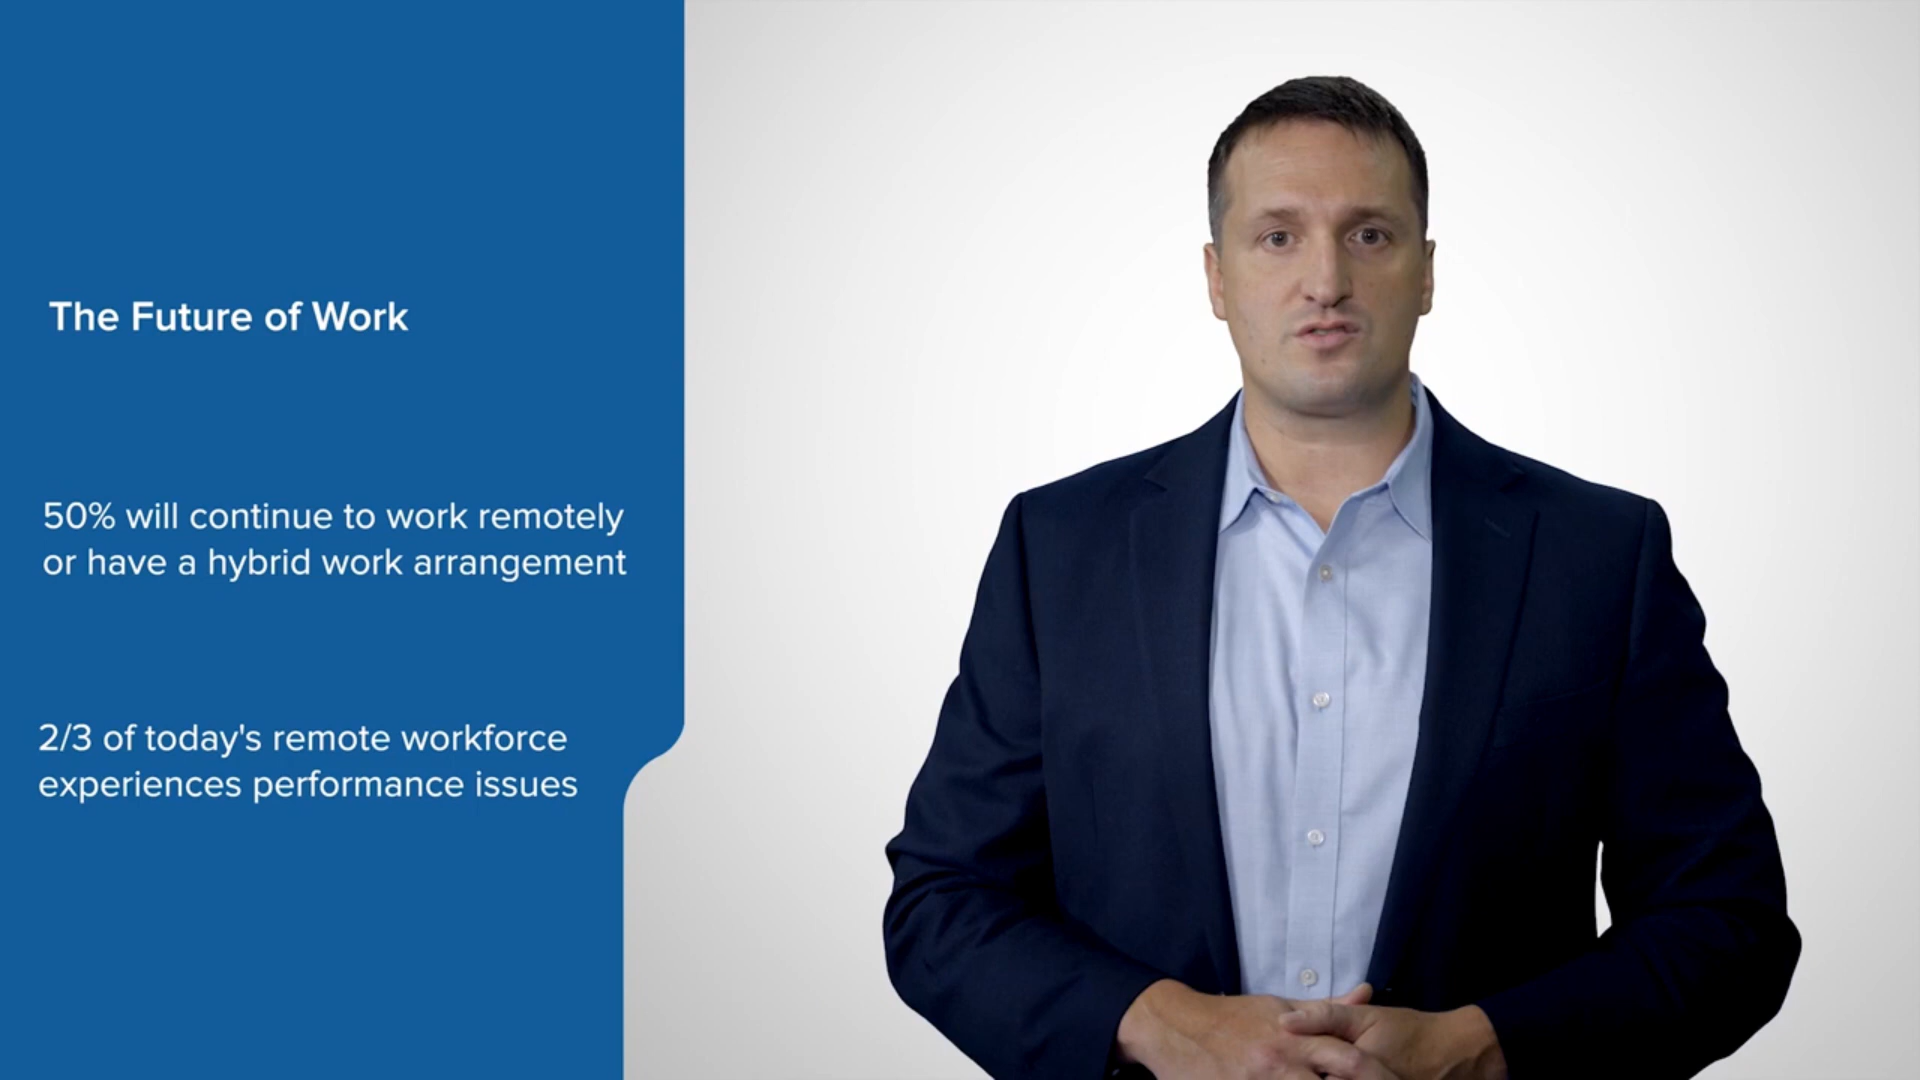 The Future of Work
50% will continue to work remotely
or have a hybrid work arrangement
2/3 of today's remote workforce
experiences performance issues